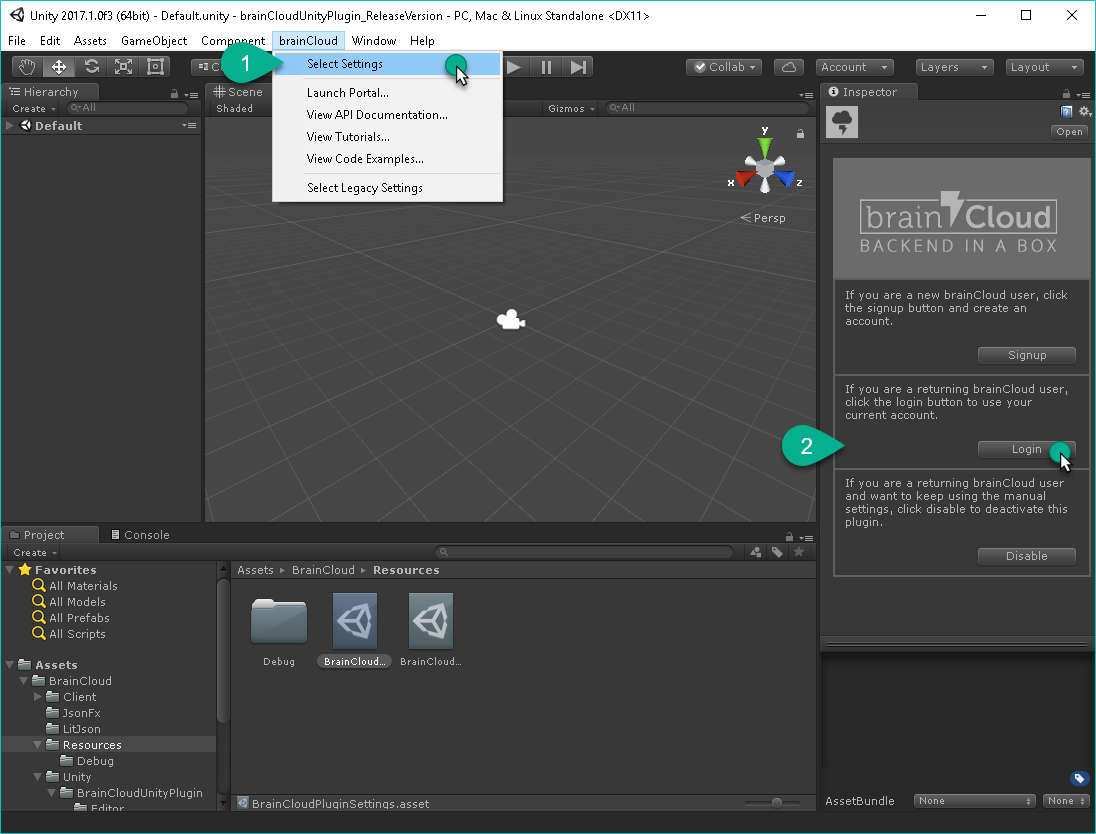 Unity 2017.1.0f3 (64bit) - Default.unity - brainCloudUnityPlugin_ReleaseVersion - PC, Mac & Linux Standalone <DX11>
File Edit Assets GameObject Component brainCloud Window Help
1
Select Settings
Launch Portal...
View API Documentation...
View Tutorials...
View Code Examples...
Select Legacy Settings
C
Collab
Account
Layers
Layout
Hierarchy
Create
All
Default
Scene
Shaded
Gizmos
All
y
x
z
Persp
Inspector
Open
brainCloud
BACKEND IN A BOX
If you are a new brainCloud user, click
the signup button and create an
account.
Signup
If you are a returning brainCloud user,
click the login button to use your
current account.
2
Login
If you are a returning brainCloud user
and want to keep using the manual
settings, click disable to deactivate this
plugin.
Disable
Project
Console
Create
Favorites
All Materials
All Models
All Prefabs
All Scripts
Assets
BrainCloud
Client
JsonFx
LitJson
Resources
Debug
Unity
BrainCloudUnityPlugin
Editor
Assets BrainCloud Resources
Debug
BrainCloud...
BrainCloud...
BrainCloudPluginSettings.asset
AssetBundle
None
None